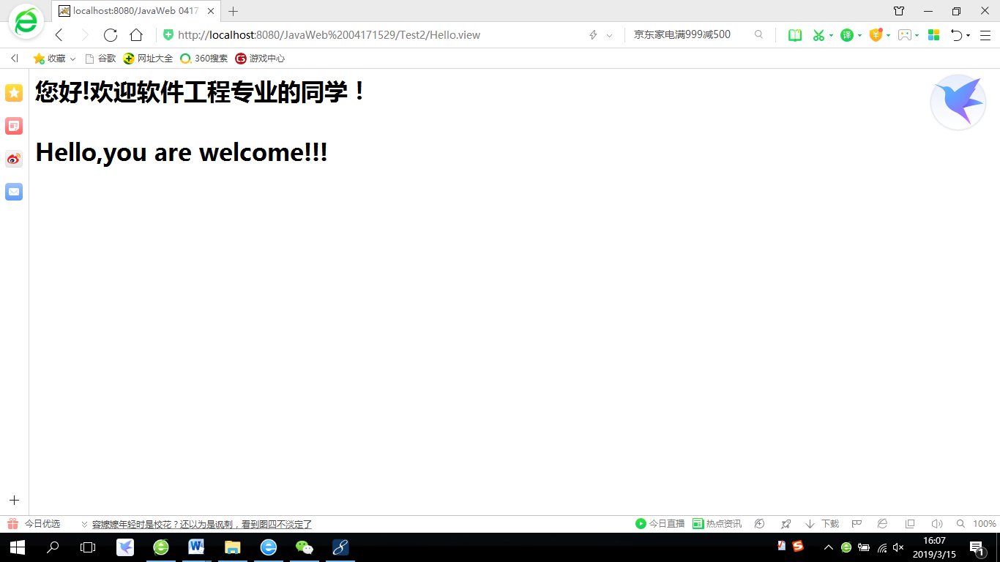 localhost:8080/JavaWeb 0417
http://localhost:8080/JavaWeb%2004171529/Test2/Hello.view
京东家电满999减500
译
收藏
谷歌
网址大全
360搜索
游戏中心
您好!欢迎软件工程专业的同学！
Hello,you are welcome!!!
今日优选
容嬷嬷年轻时是校花？还以为是讽刺，看到图四不淡定了
今日直播
热点资讯
下载
100%
16:07
2019/3/15
1